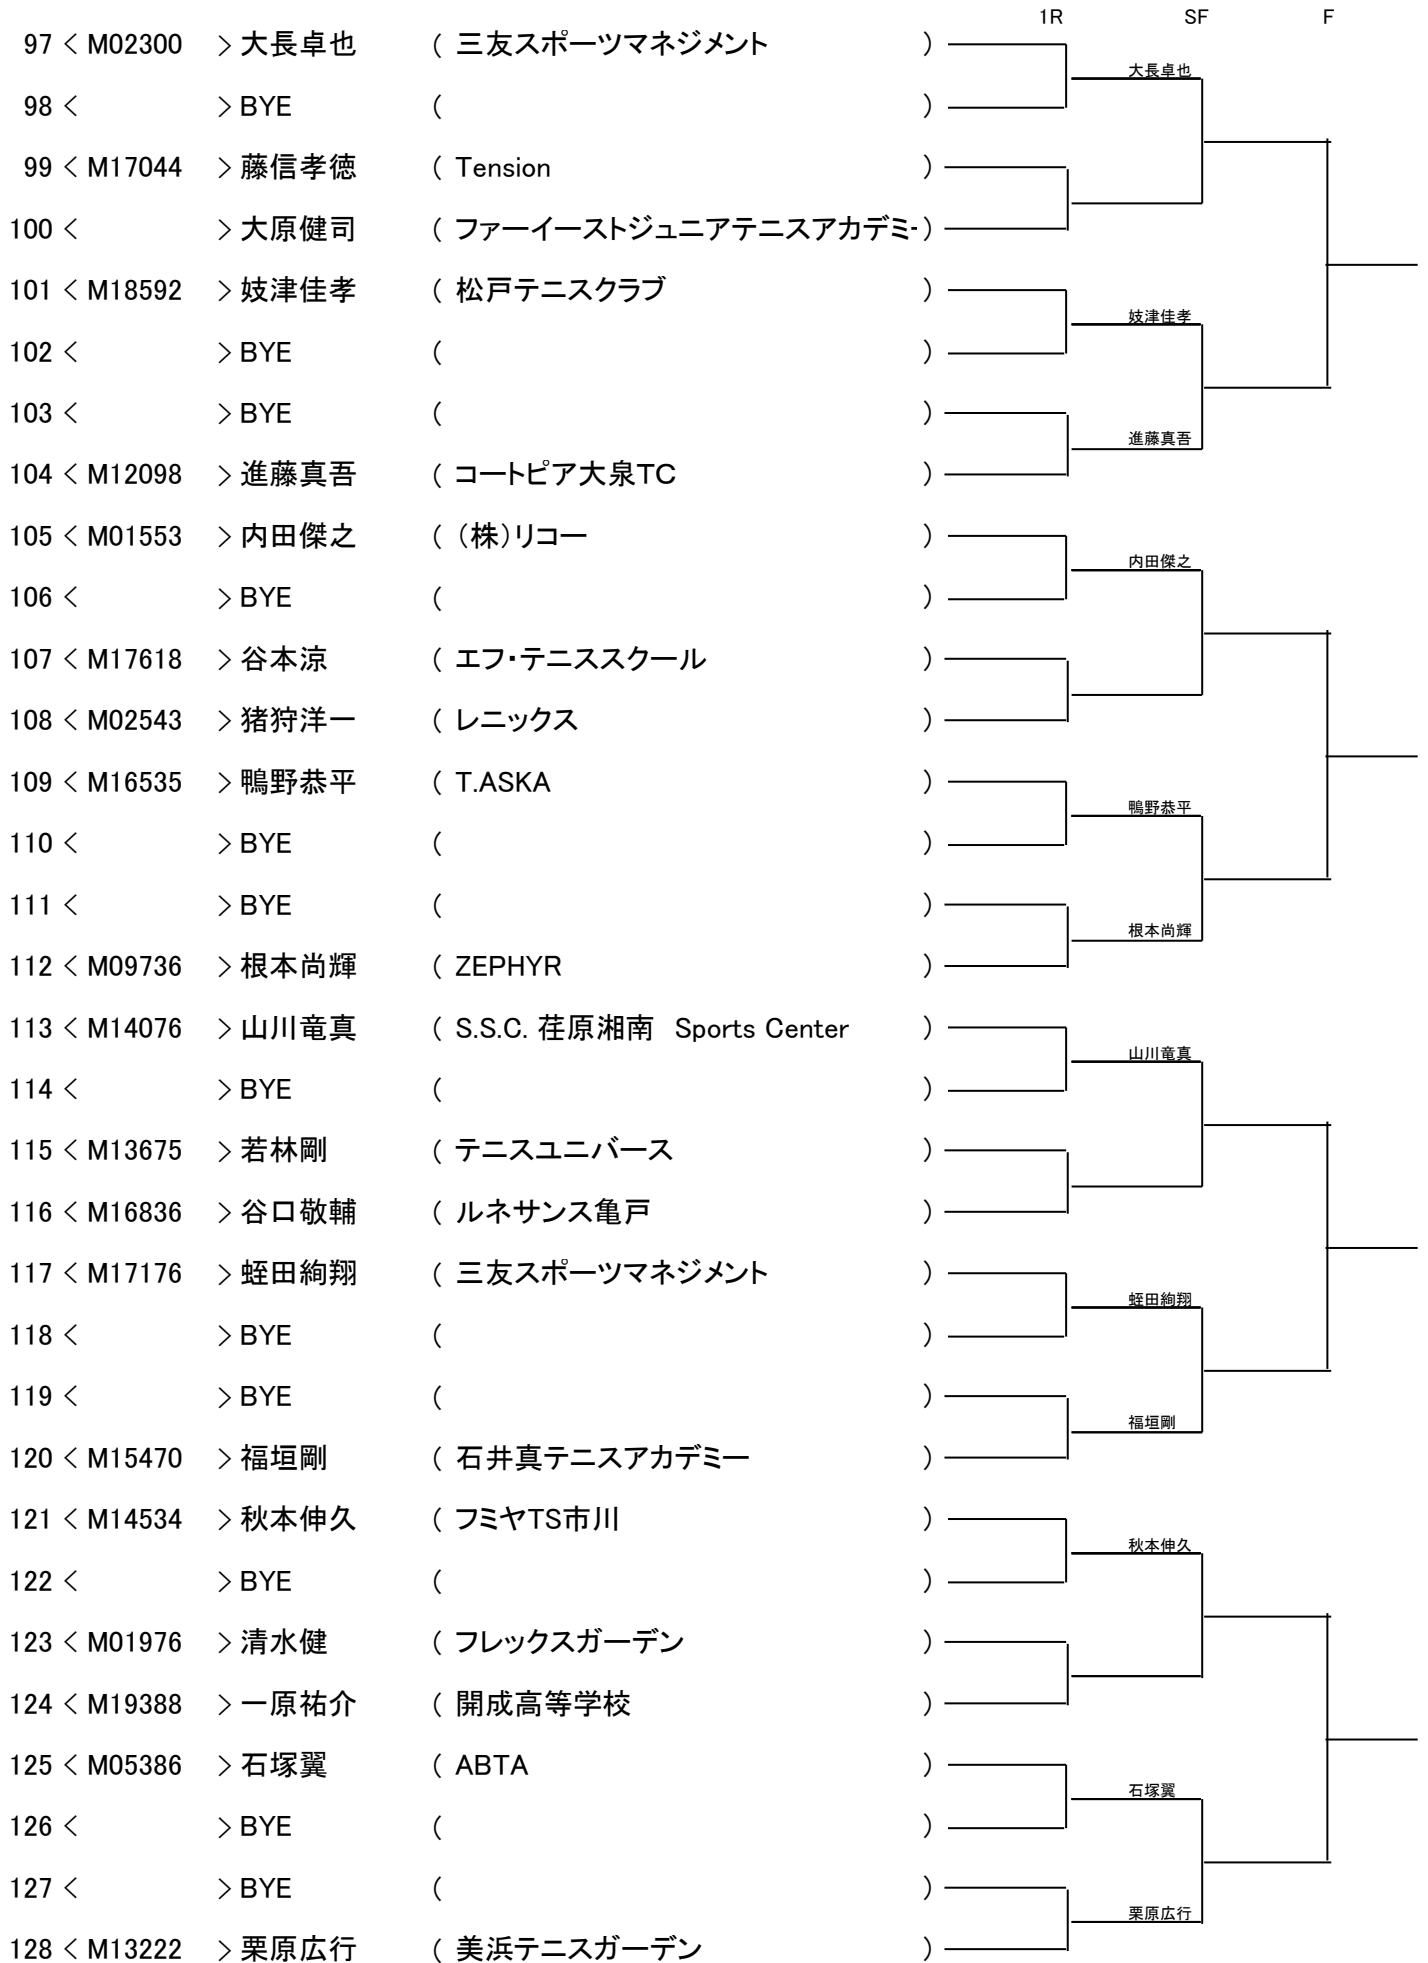 1R SF F
97 < M02300 > 大長卓也 ( 三友スポーツマネジメント )
大長卓也
98 < > BYE ( )
99 < M17044 > 藤信孝徳 ( Tension )
100 < > 大原健司 ( ファーイーストジュニアテニスアカデミー )
101 < M18592 > 妓津佳孝 ( 松戸テニスクラブ )
妓津佳孝
102 < > BYE ( )
103 < > BYE ( )
進藤真吾
104 < M12098 > 進藤真吾 ( コートピア大泉TC )
105 < M01553 > 内田傑之 ( （株）リコー )
内田傑之
106 < > BYE ( )
107 < M17618 > 谷本涼 ( エフ・テニススクール )
108 < M02543 > 猪狩洋一 ( レニックス )
109 < M16535 > 鴨野恭平 ( T.ASKA )
鴨野恭平
110 < > BYE ( )
111 < > BYE ( )
根本尚輝
112 < M09736 > 根本尚輝 ( ZEPHYR )
113 < M14076 > 山川竜真 ( S.S.C. 荏原湘南　Sports Center )
山川竜真
114 < > BYE ( )
115 < M13675 > 若林剛 ( テニスユニバース )
116 < M16836 > 谷口敬輔 ( ルネサンス亀戸 )
117 < M17176 > 蛭田絢翔 ( 三友スポーツマネジメント )
蛭田絢翔
118 < > BYE ( )
119 < > BYE ( )
福垣剛
120 < M15470 > 福垣剛 ( 石井真テニスアカデミー )
121 < M14534 > 秋本伸久 ( フミヤTS市川 )
秋本伸久
122 < > BYE ( )
123 < M01976 > 清水健 ( フレックスガーデン )
124 < M19388 > 一原祐介 ( 開成高等学校 )
125 < M05386 > 石塚翼 ( ABTA )
石塚翼
126 < > BYE ( )
127 < > BYE ( )
栗原広行
128 < M13222 > 栗原広行 ( 美浜テニスガーデン )